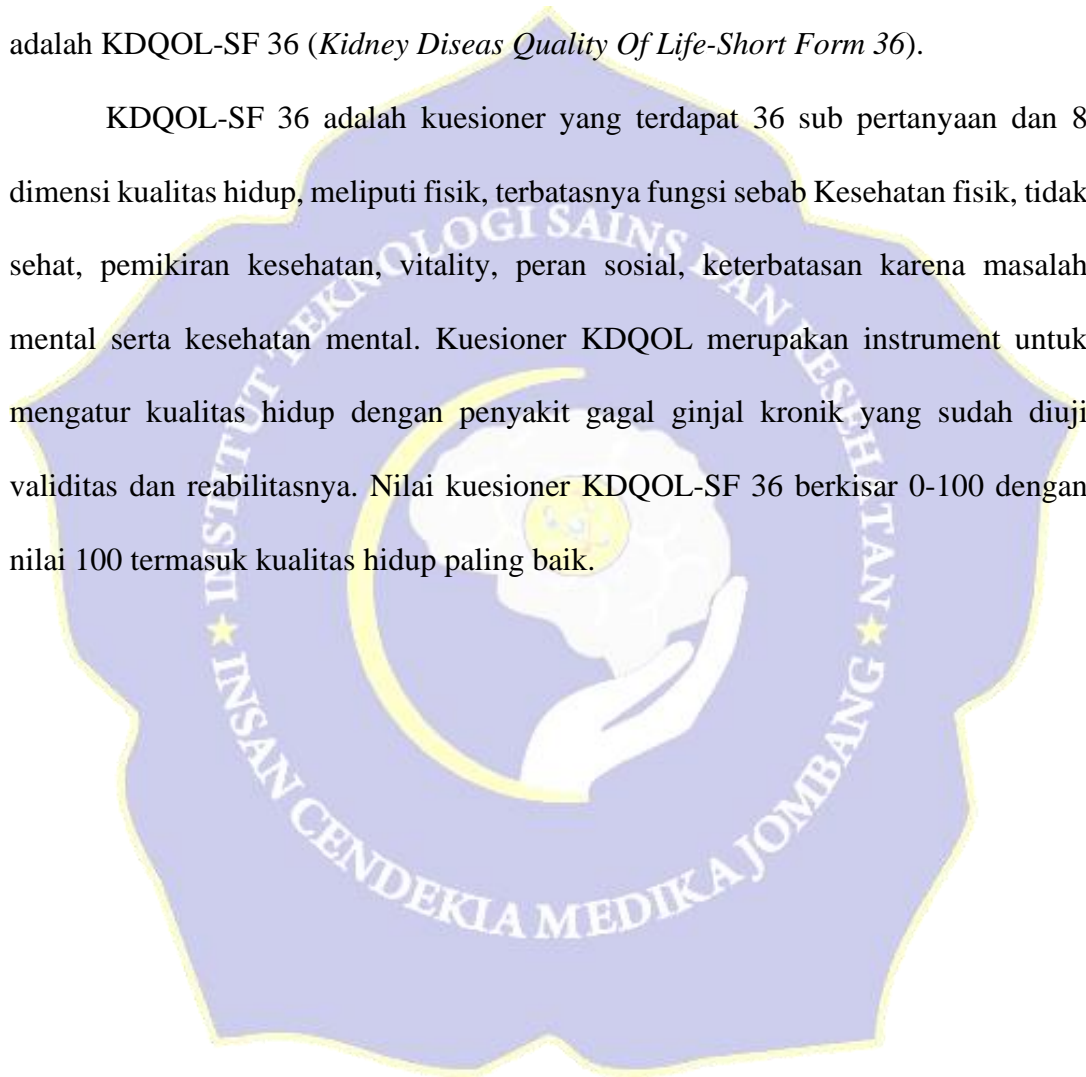 adalah KDQOL-SF 36 (Kidney Diseas Quality Of Life-Short Form 36).
KDQOL-SF 36 adalah kuesioner yang terdapat 36 sub pertanyaan dan 8
dimensi kualitas hidup, meliputi fisik, terbatasnya fungsi sebab Kesehatan fisik, tidak
sehat, pemikiran kesehatan, vitality, peran sosial, keterbatasan karena masalah
mental serta kesehatan mental. Kuesioner KDQOL merupakan instrument untuk
mengatur kualitas hidup dengan penyakit gagal ginjal kronik yang sudah diuji
validitas dan reabilitasnya. Nilai kuesioner KDQOL-SF 36 berkisar 0-100 dengan
nilai 100 termasuk kualitas hidup paling baik.
INSTITUT TEKNOLOGI SAINS DAN KESEHATAN
INSAN CENDEKIA MEDIKA JOMBANG